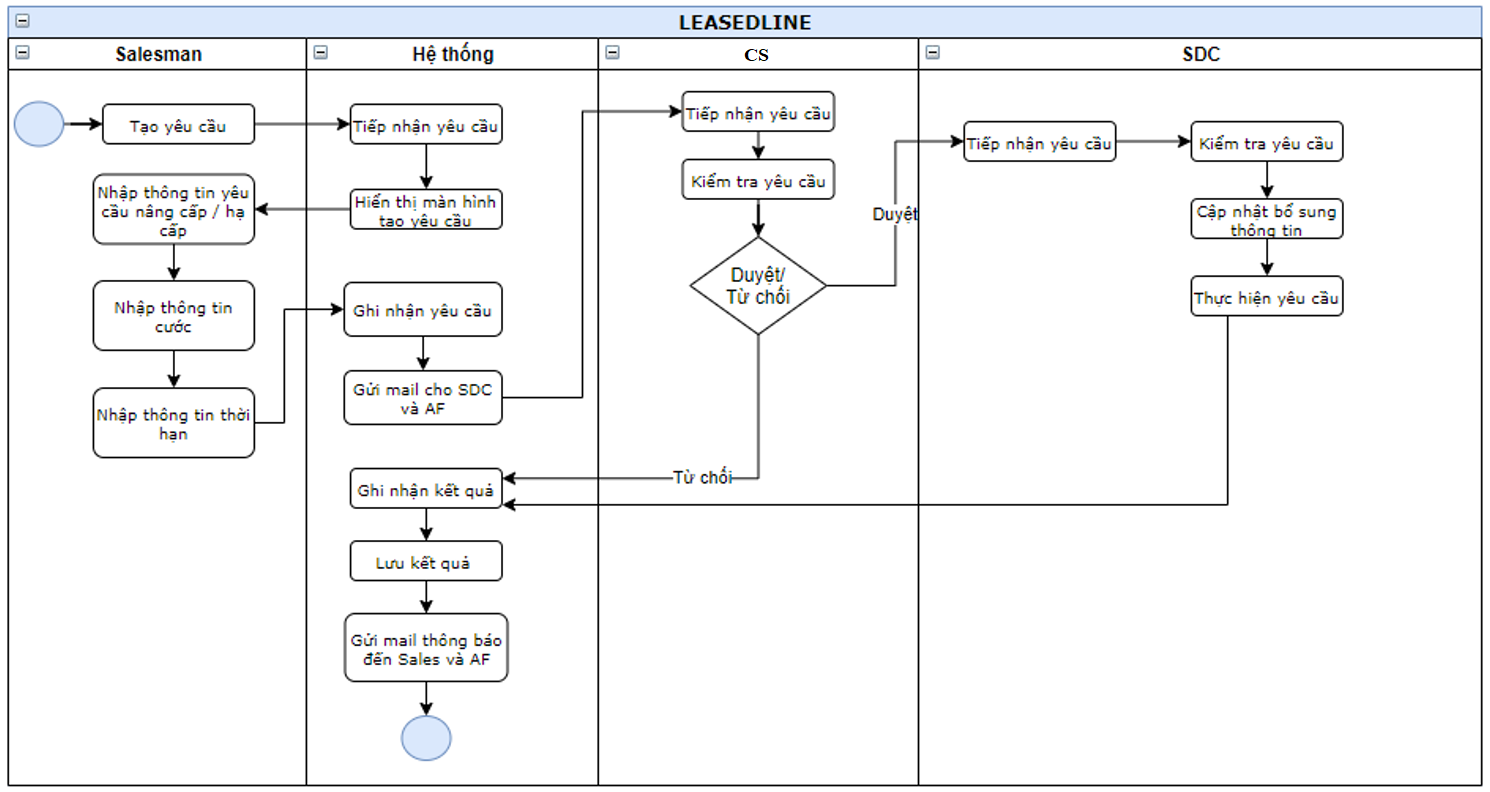 LEASEDLINE
Salesman
Hệ thống
CS
SDC
Tạo yêu cầu
Tiếp nhận yêu cầu
Hiển thị màn hình
tạo yêu cầu
Nhập thông tin yêu
cầu nâng cấp / hạ
cấp
Nhập thông tin
cước
Nhập thông tin thời
hạn
Ghi nhận yêu cầu
Gửi mail cho SDC
và AF
Tiếp nhận yêu cầu
Kiểm tra yêu cầu
Duyệt/
Từ chối
Duyệt
Tiếp nhận yêu cầu
Kiểm tra yêu cầu
Cập nhật bổ sung
thông tin
Thực hiện yêu cầu
Từ chối
Ghi nhận kết quả
Lưu kết quả
Gửi mail thông báo
đến Sales và AF